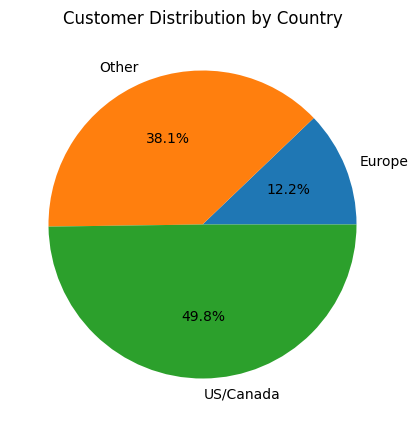 Customer Distribution by Country
Other
38.1%
Europe
12.2%
49.8%
US/Canada